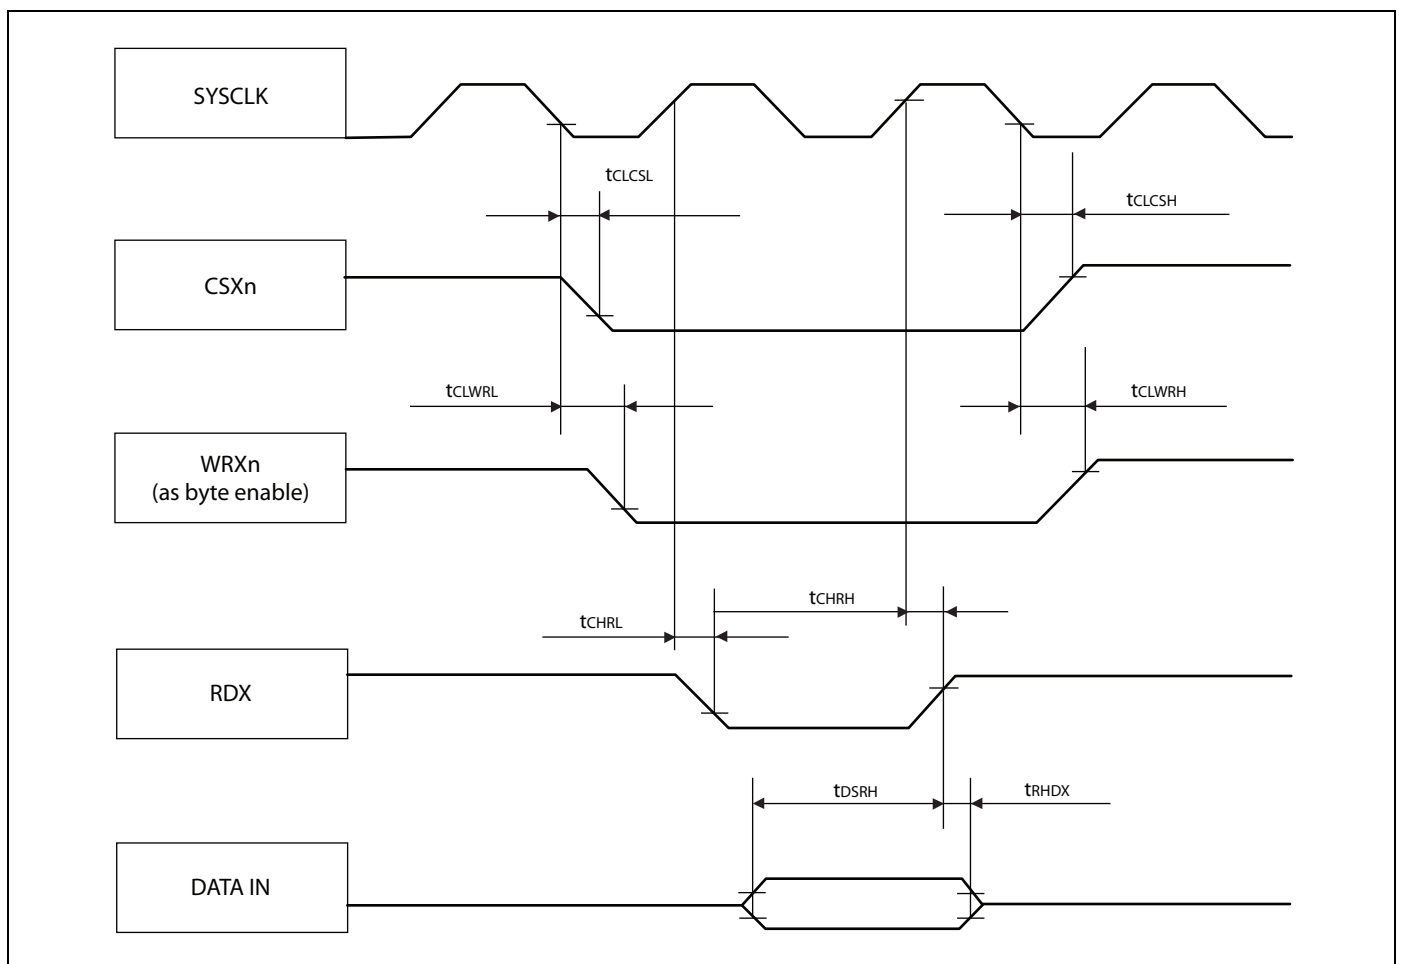 SYSCLK
tCLCSL
tCLCSH
CSXn
tCLWRL
tCLWRH
WRXn
(as byte enable)
tCHRH
tCHRL
RDX
tDSRH
tRHDX
DATA IN